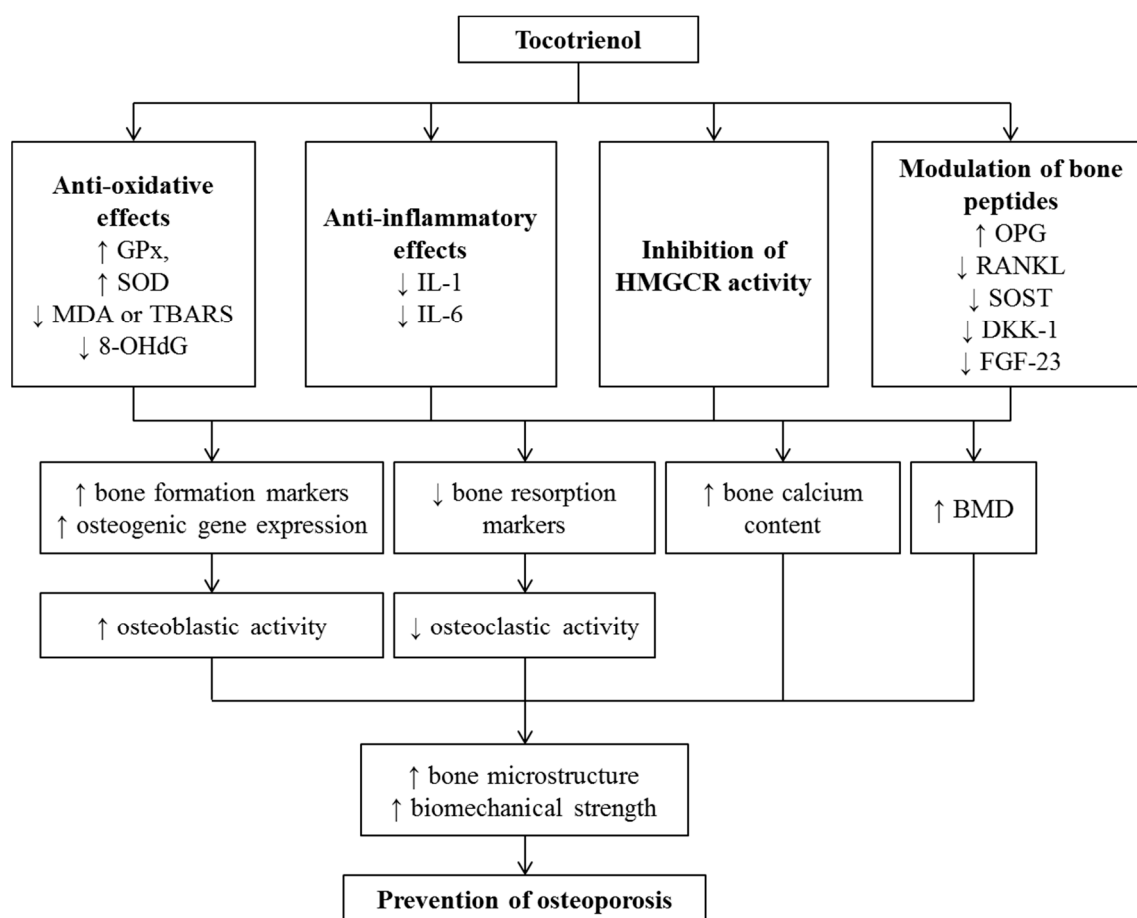 Tocotrienol
Anti-oxidative
effects
↑ GPx,
↑ SOD
↓ MDA or TBARS
↓ 8-OHdG
Anti-inflammatory
effects
↓ IL-1
↓ IL-6
Inhibition of
HMGCR activity
Modulation of bone
peptides
↑ OPG
↓ RANKL
↓ SOST
↓ DKK-1
↓ FGF-23
↑ bone formation markers
↑ osteogenic gene expression
↓ bone resorption
markers
↑ bone calcium
content
↑ BMD
↑ osteoblastic activity
↓ osteoclastic activity
↑ bone microstructure
↑ biomechanical strength
Prevention of osteoporosis